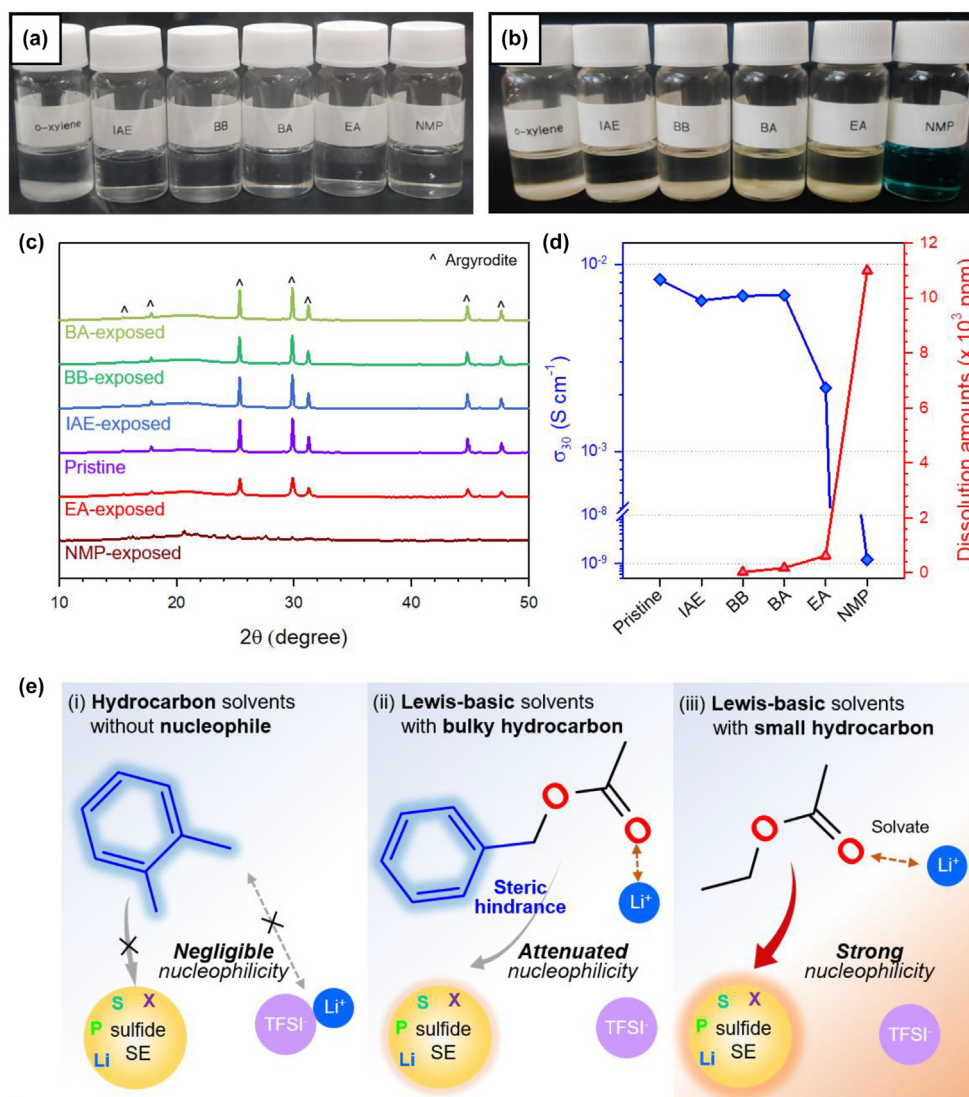 (a)
o-xylene
IAE
BB
BA
EA
NMP
(b)
o-xylene
IAE
BB
BA
EA
NMP
(c)
^ Argyrodite
^ ^ ^ ^ ^ ^ ^
BA-exposed
BB-exposed
IAE-exposed
Pristine
EA-exposed
NMP-exposed
10 20 30 40 50
2θ (degree)
(d)
σ30 (S cm⁻¹)
10⁻²
10⁻³
10⁻⁸
10⁻⁹
Pristine
IAE
BB
BA
EA
NMP
12
10
8
6
4
2
0
Dissolution amounts (x 10³ ppm)
(e)
(i) Hydrocarbon solvents
without nucleophile
Negligible
nucleophilicity
S X
P sulfide
Li SE
TFSI⁻
Li⁺
(ii) Lewis-basic solvents
with bulky hydrocarbon
O
O
Steric
hindrance
Li⁺
Attenuated
nucleophilicity
S X
P sulfide
Li SE
TFSI⁻
(iii) Lewis-basic solvents
with small hydrocarbon
O
O
Solvate
Li⁺
Strong
nucleophilicity
S X
P sulfide
Li SE
TFSI⁻